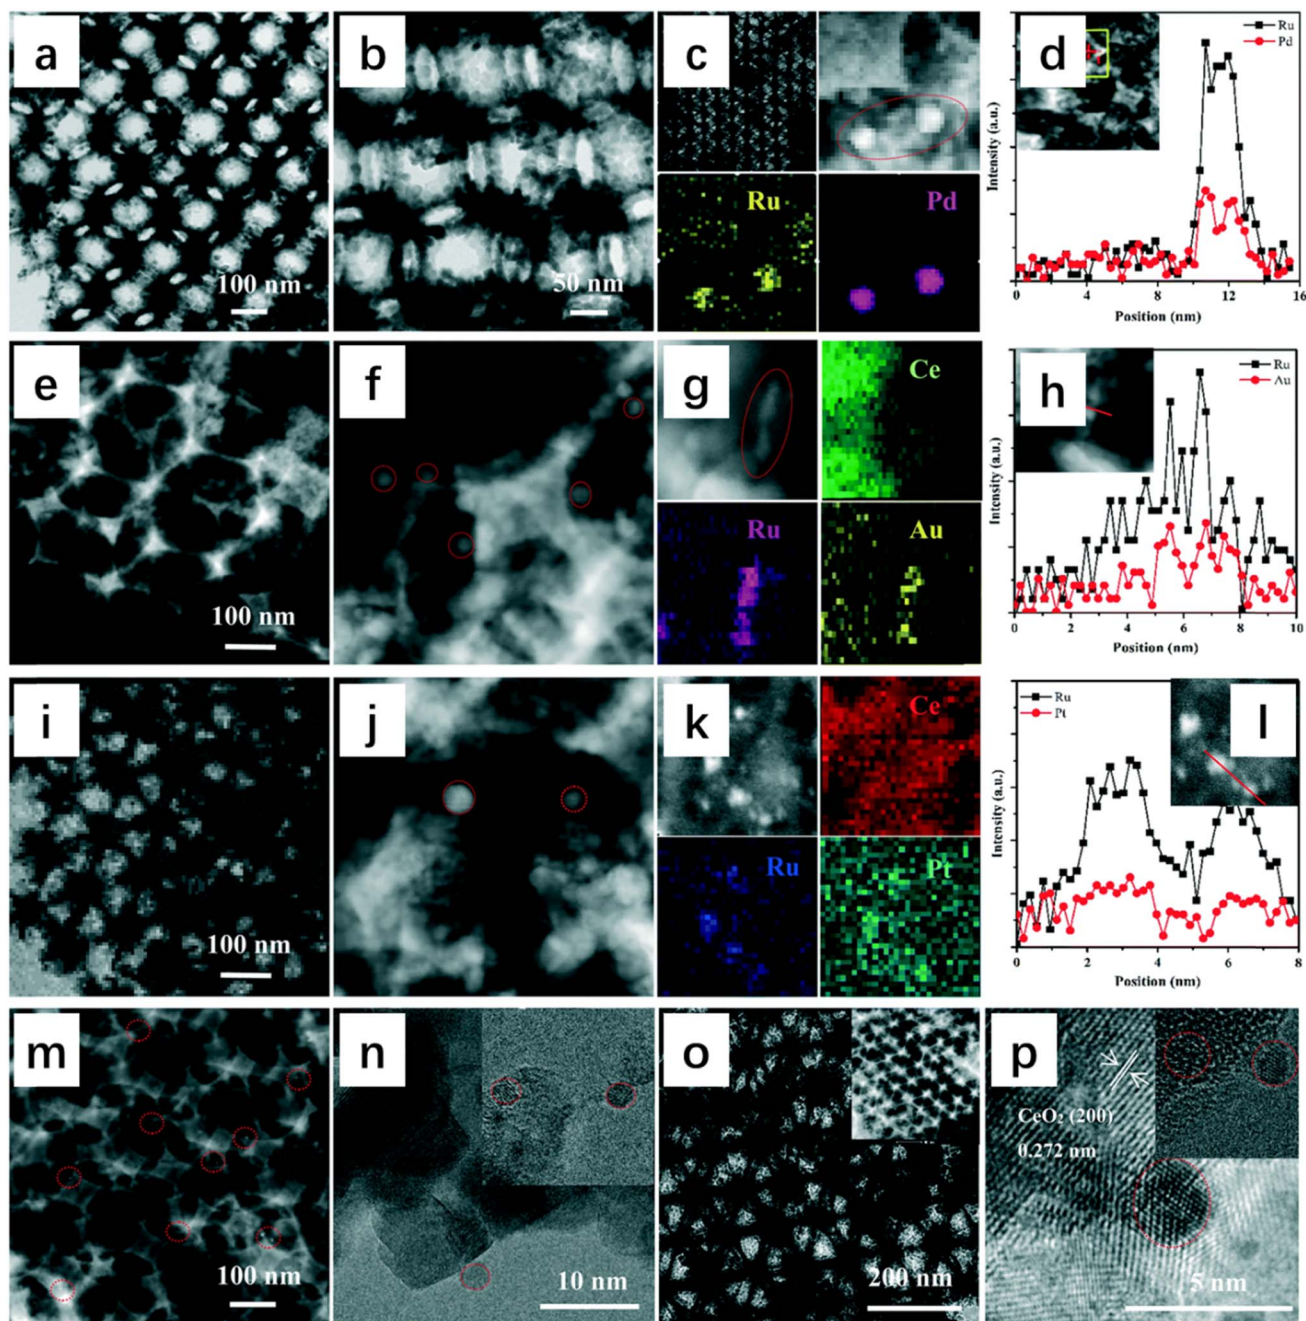 a
100 nm
b
50 nm
c
Ru
Pd
d
Ru
Pd
Intensity (a.u.)
0 4 8 12 16
Position (nm)
e
100 nm
f
g
Ce
Ru
Au
h
Ru
Au
Intensity (a.u.)
0 2 4 6 8 10
Position (nm)
i
100 nm
j
k
Ce
Ru
Pt
l
Ru
Pt
Intensity (a.u.)
0 2 4 6 8
Position (nm)
m
100 nm
n
10 nm
o
200 nm
p
CeO₂ (200)
0.272 nm
5 nm